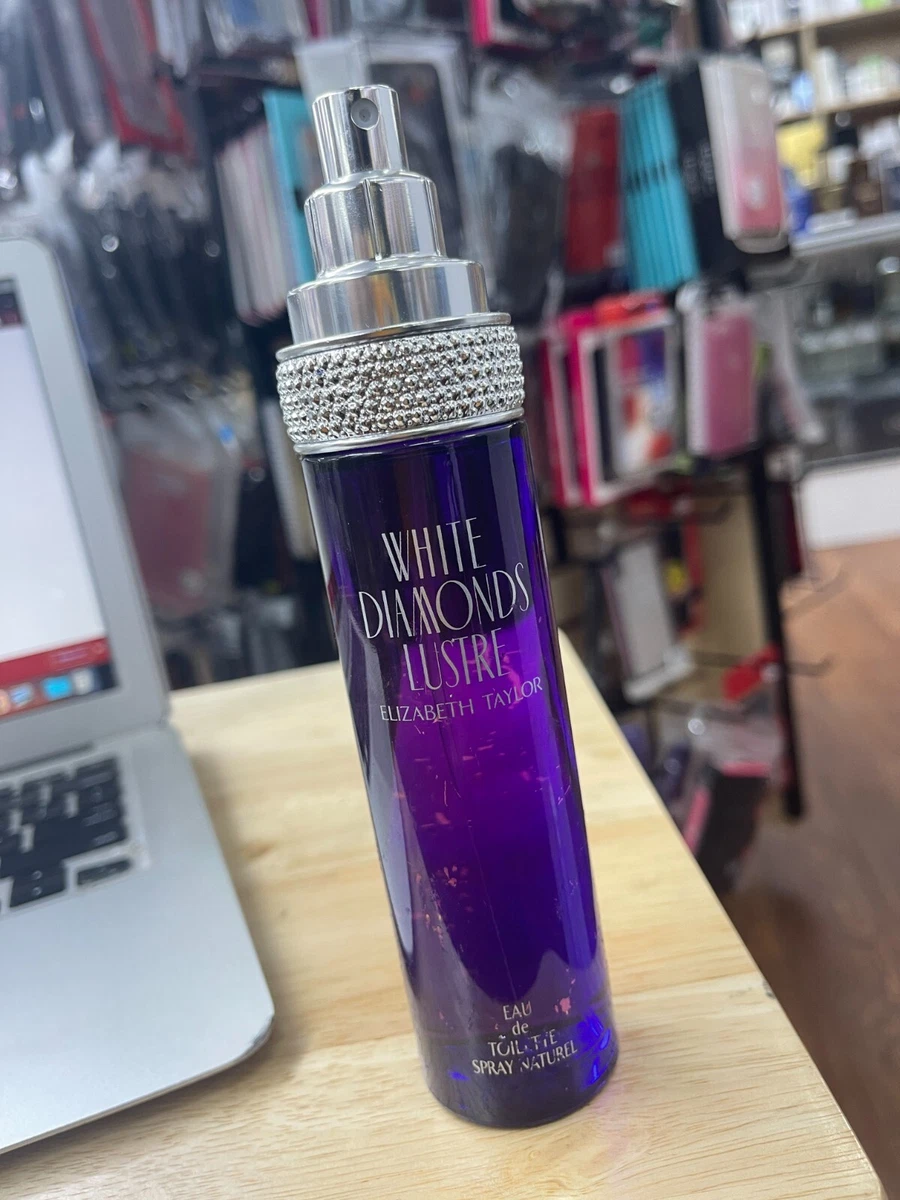 WHITE
DIAMONDS
LUSTRE
ELIZABETH TAYLOR
EAU
de
TOILETTE
SPRAY NATUREL